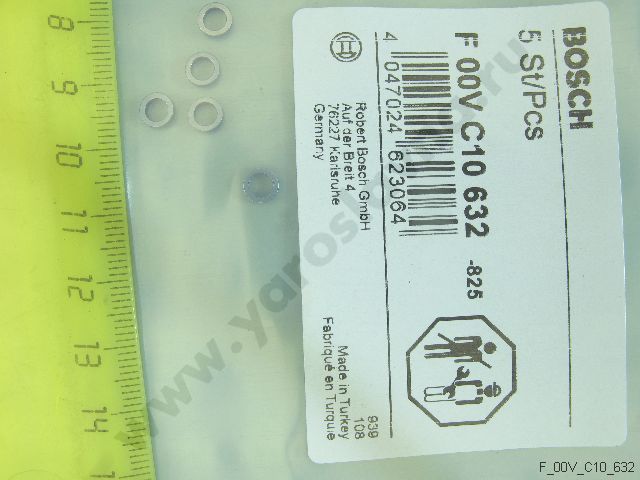 BOSCH
5 St/Pcs
F 00V C10 632 -825
4 047024 623064
Robert Bosch GmbH
Auf der Breit 4
76227 Karlsruhe
Germany
939
108
Made in Turkey
Fabriqué en Turquie
8
9
10
11
12
13
14
F_00V_C10_632